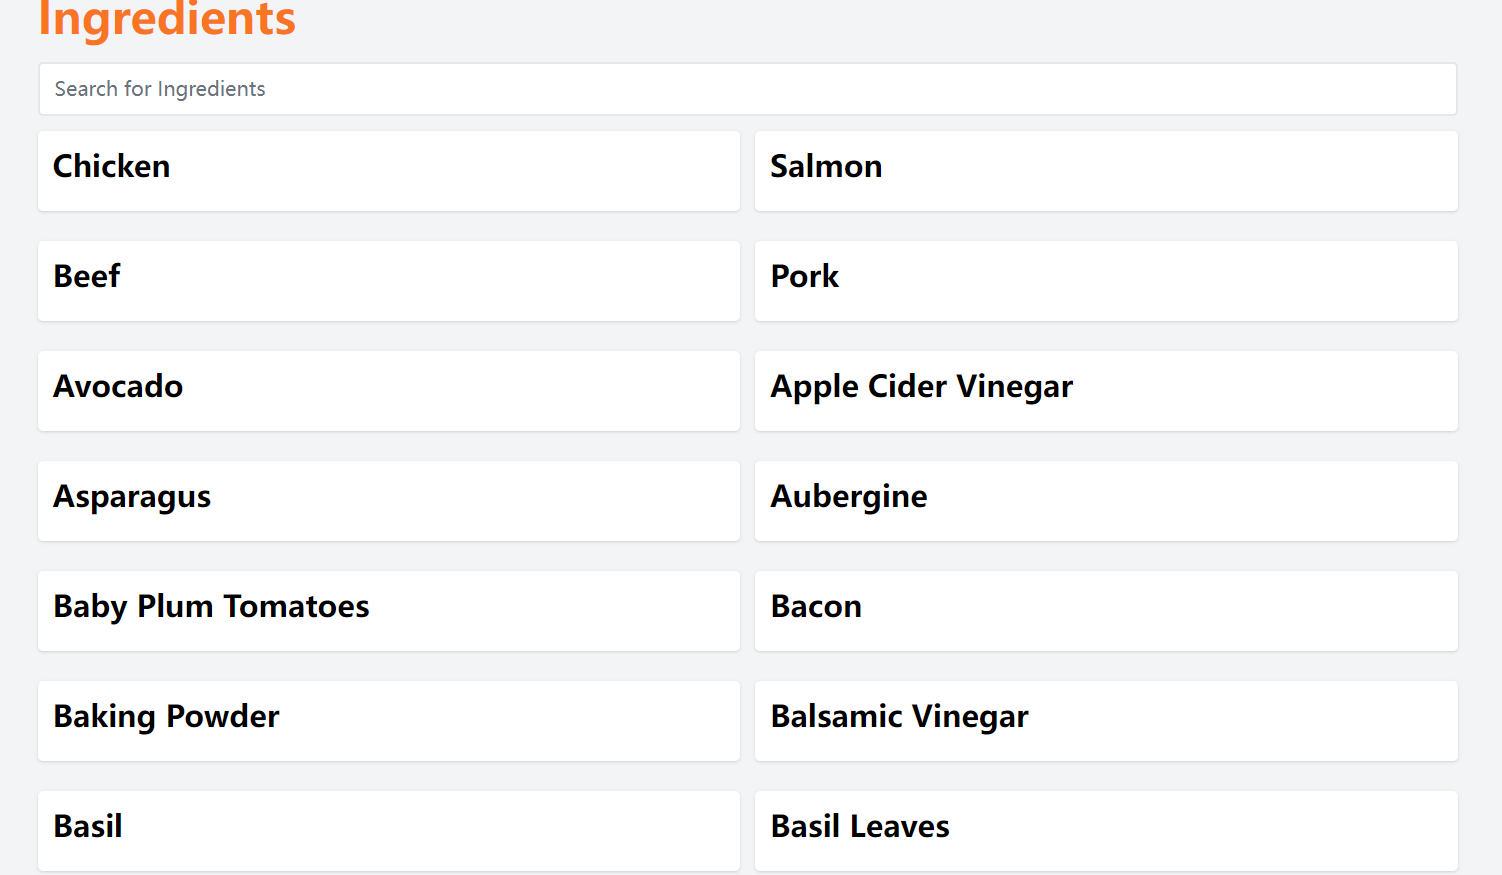 Ingredients
Search for Ingredients
Chicken
Salmon
Beef
Pork
Avocado
Apple Cider Vinegar
Asparagus
Aubergine
Baby Plum Tomatoes
Bacon
Baking Powder
Balsamic Vinegar
Basil
Basil Leaves